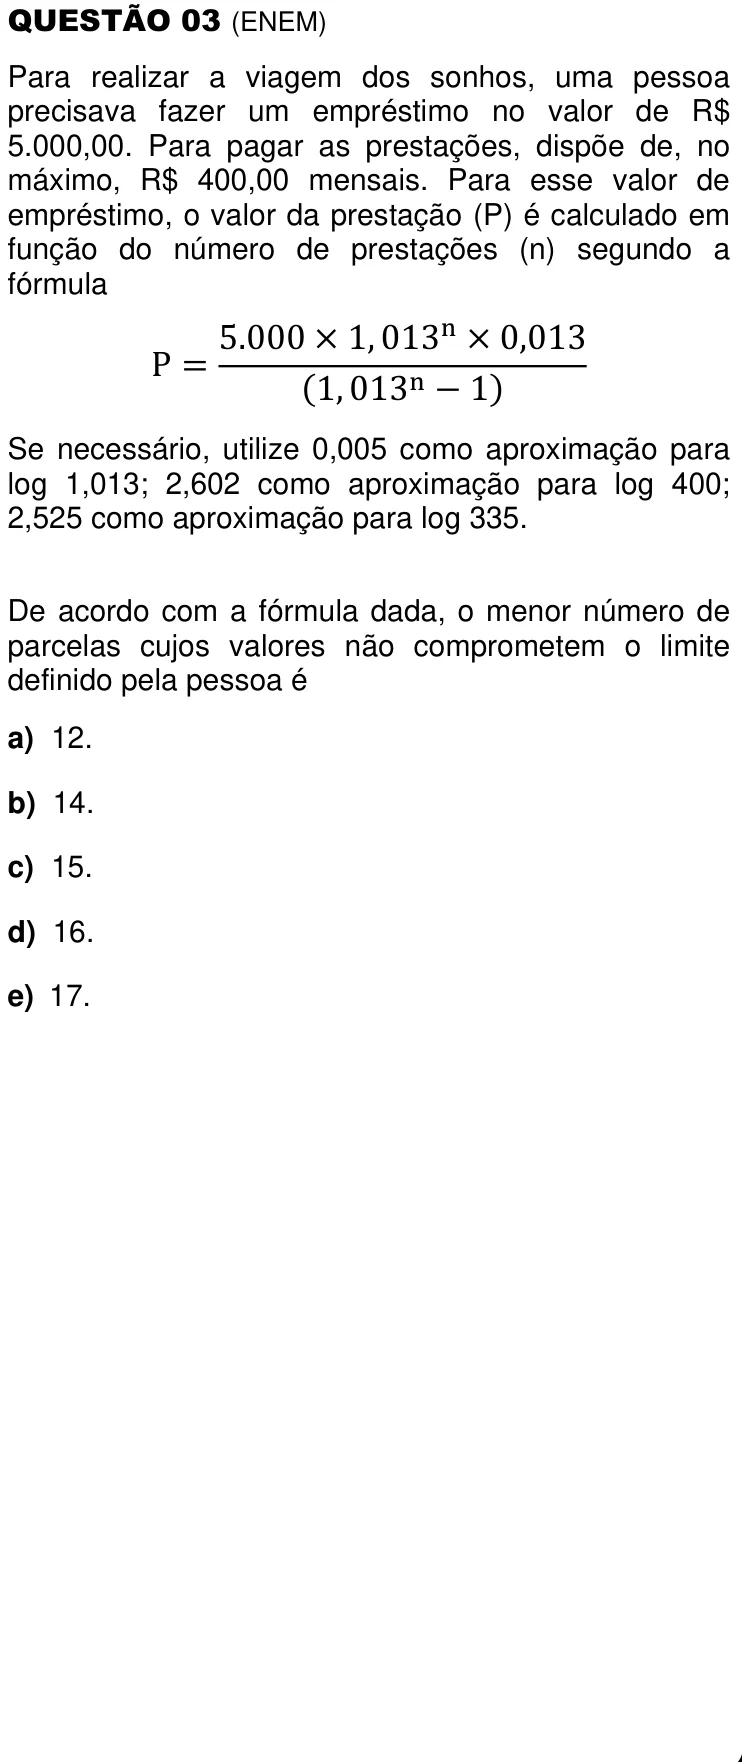 QUESTÃO 03 (ENEM)
Para realizar a viagem dos sonhos, uma pessoa
precisava fazer um empréstimo no valor de R$
5.000,00. Para pagar as prestações, dispõe de, no
máximo, R$ 400,00 mensais. Para esse valor de
empréstimo, o valor da prestação (P) é calculado em
função do número de prestações (n) segundo a
fórmula
P = \frac{5.000 × 1,013ⁿ × 0,013}{(1,013ⁿ − 1)}
Se necessário, utilize 0,005 como aproximação para
log 1,013; 2,602 como aproximação para log 400;
2,525 como aproximação para log 335.
De acordo com a fórmula dada, o menor número de
parcelas cujos valores não comprometem o limite
definido pela pessoa é
a) 12.
b) 14.
c) 15.
d) 16.
e) 17.